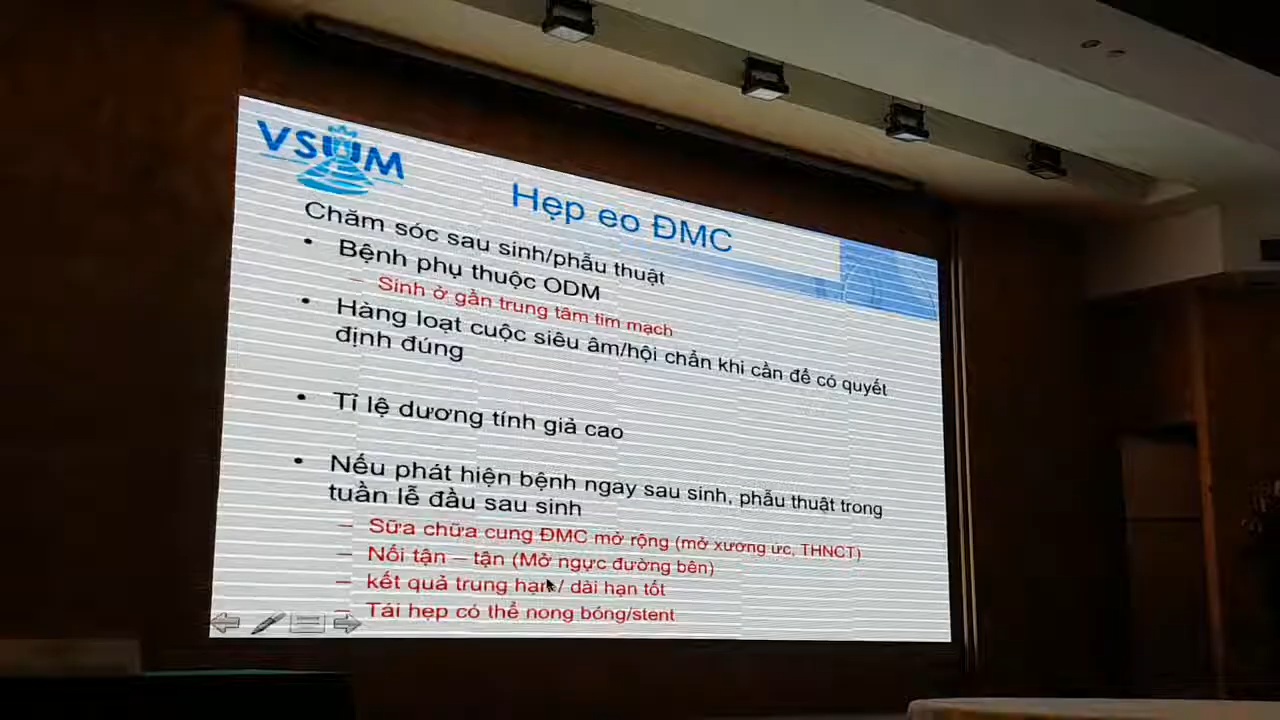 VSUM
Hẹp eo ĐMC
Chăm sóc sau sinh/phẫu thuật
• Bệnh phụ thuộc ODM
– Sinh ở gần trung tâm tim mạch
• Hàng loạt cuộc siêu âm/hội chẩn khi cần để có quyết
định đúng
• Tỉ lệ dương tính giả cao
• Nếu phát hiện bệnh ngay sau sinh, phẫu thuật trong
tuần lễ đầu sau sinh
– Sữa chữa cung ĐMC mở rộng (mở xương ức, THNCT)
– Nối tận – tận (Mở ngực đường bên)
– kết quả trung hạn/ dài hạn tốt
– Tái hẹp có thể nong bóng/stent